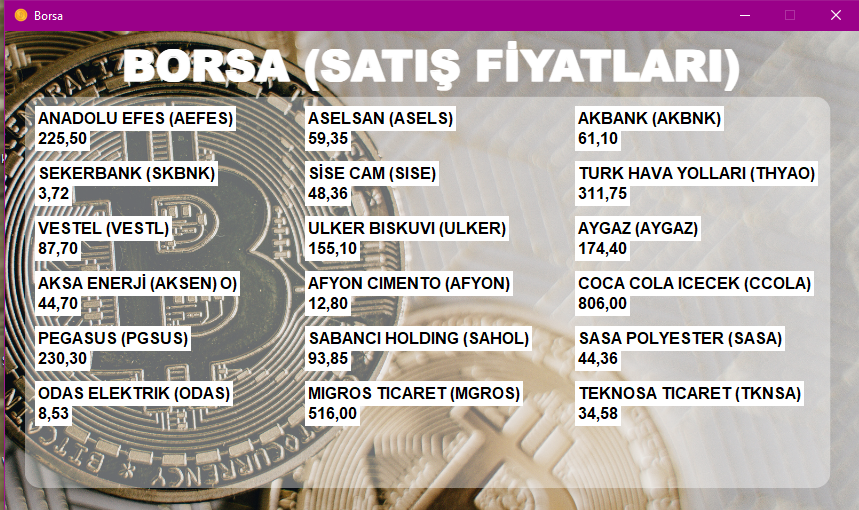 Borsa
BORSA (SATIŞ FİYATLARI)
ANADOLU EFES (AEFES)
225,50
ASELSAN (ASELS)
59,35
AKBANK (AKBNK)
61,10
SEKERBANK (SKBNK)
3,72
SİSE CAM (SISE)
48,36
TURK HAVA YOLLARI (THYAO)
311,75
VESTEL (VESTL)
87,70
ULKER BISKUVI (ULKER)
155,10
AYGAZ (AYGAZ)
174,40
AKSA ENERJİ (AKSEN) O)
44,70
AFYON CIMENTO (AFYON)
12,80
COCA COLA ICECEK (CCOLA)
806,00
PEGASUS (PGSUS)
230,30
SABANCI HOLDING (SAHOL)
93,85
SASA POLYESTER (SASA)
44,36
ODAS ELEKTRIK (ODAS)
8,53
MIGROS TICARET (MGROS)
516,00
TEKNOSA TICARET (TKNSA)
34,58